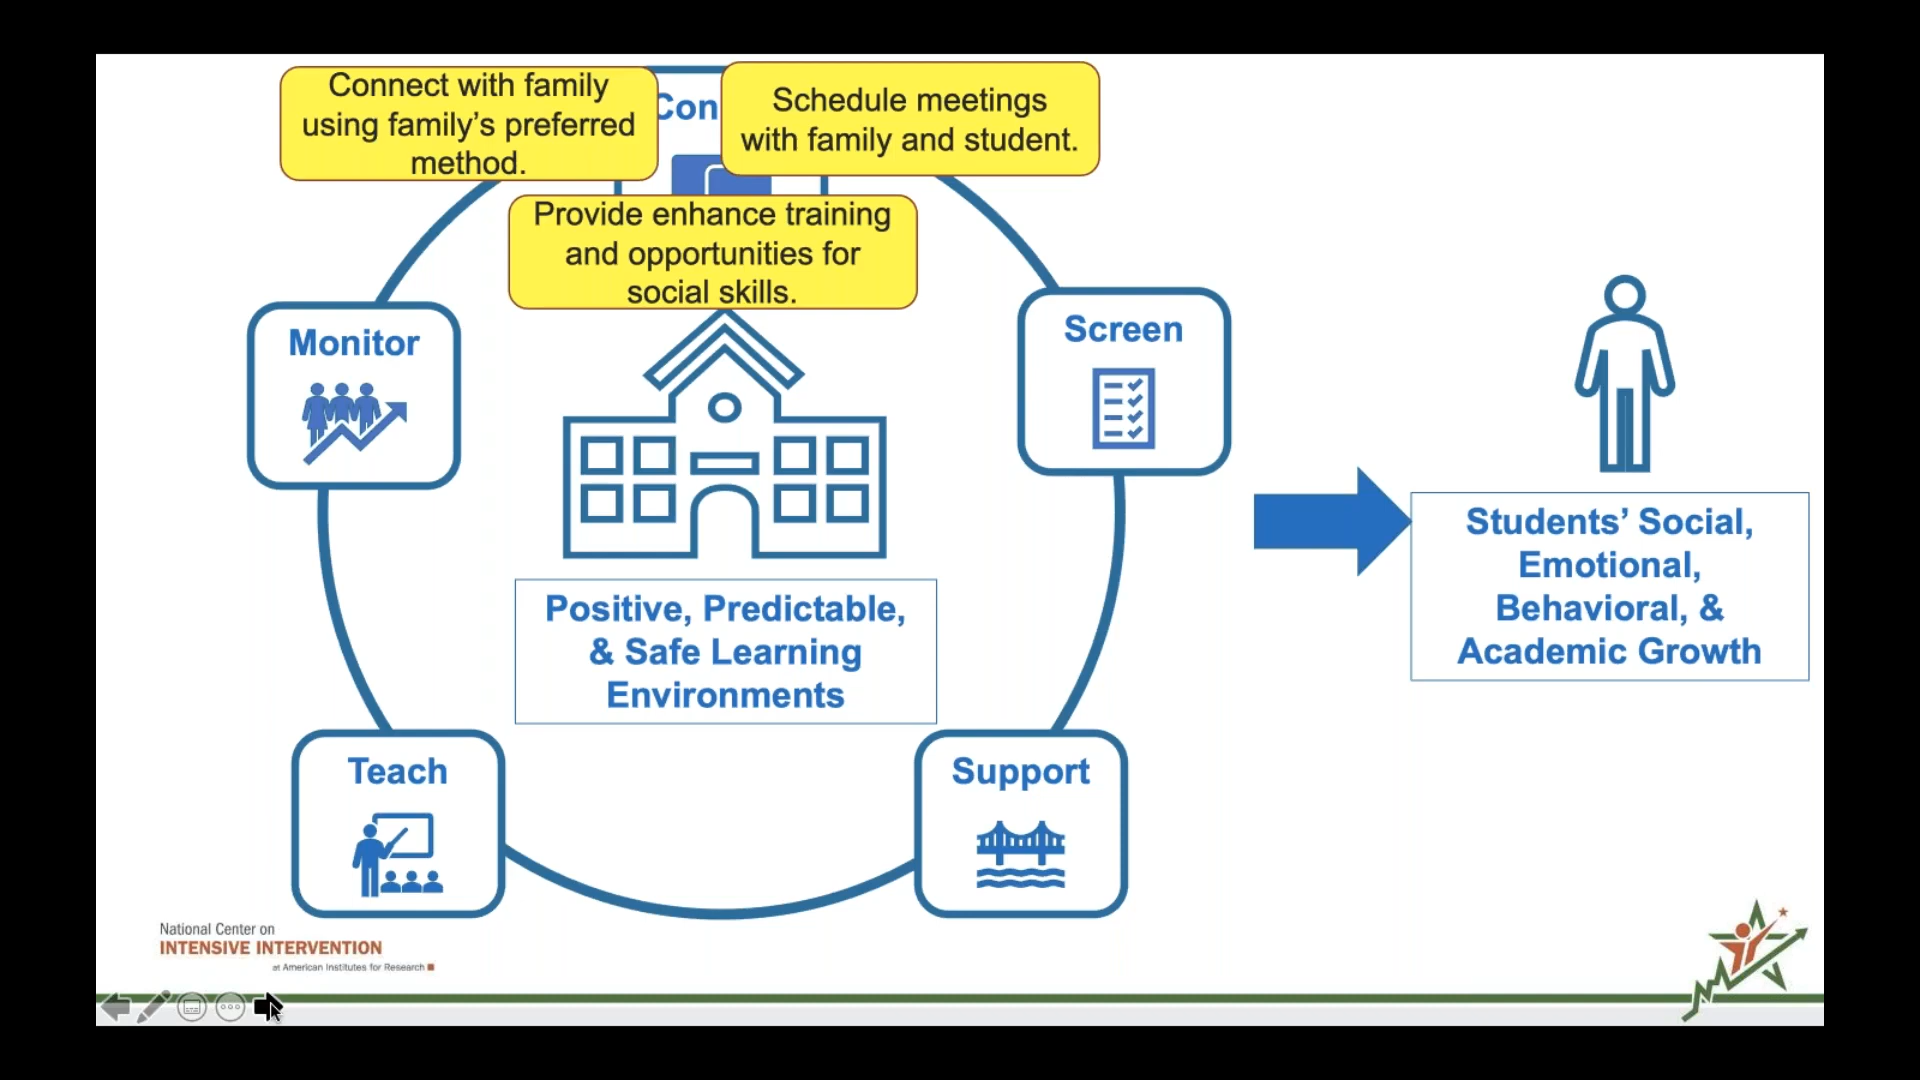 Connect with family
using family's preferred
method.
Con
Schedule meetings
with family and student.
Provide enhance training
and opportunities for
social skills.
Monitor
Screen
Positive, Predictable,
& Safe Learning
Environments
Students' Social,
Emotional,
Behavioral, &
Academic Growth
Teach
Support
National Center on
INTENSIVE INTERVENTION
at American Institutes for Research